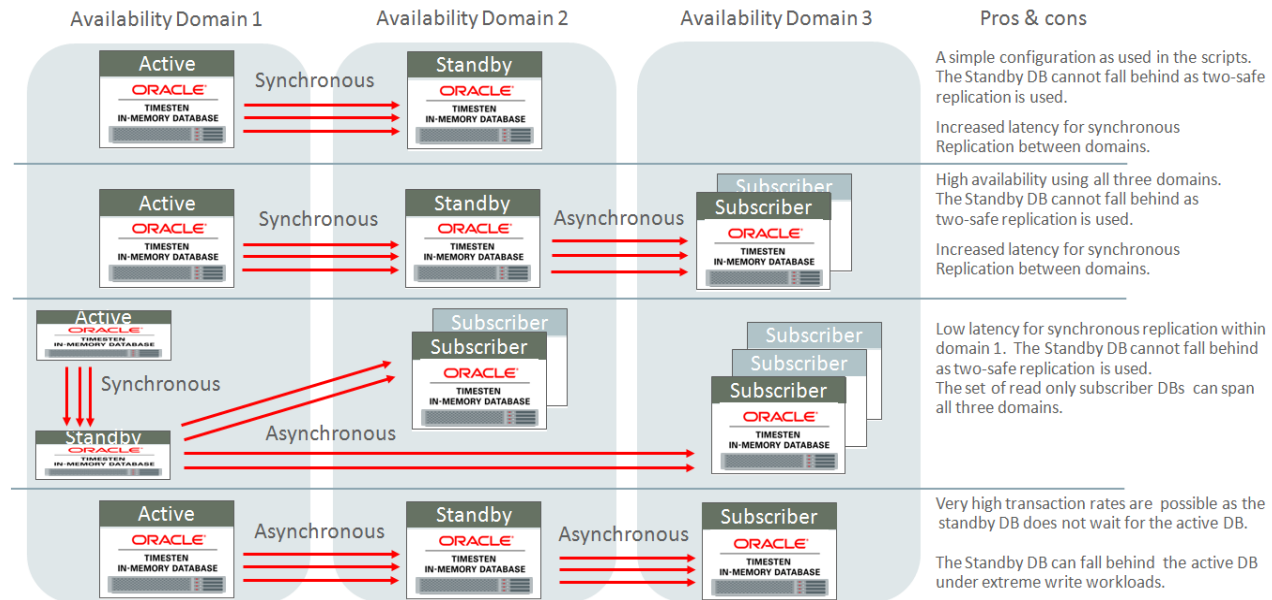 Availability Domain 1
Availability Domain 2
Availability Domain 3
Pros & cons
Active
ORACLE®
TIMESTEN
IN-MEMORY DATABASE
Synchronous
Standby
ORACLE®
TIMESTEN
IN-MEMORY DATABASE
A simple configuration as used in the scripts.
The Standby DB cannot fall behind as two-safe
replication is used.
Increased latency for synchronous
Replication between domains.
Active
ORACLE®
TIMESTEN
IN-MEMORY DATABASE
Synchronous
Standby
ORACLE®
TIMESTEN
IN-MEMORY DATABASE
Asynchronous
Subscriber
Subscriber
ORACLE®
TIMESTEN
IN-MEMORY DATABASE
High availability using all three domains.
The Standby DB cannot fall behind as
two-safe replication is used.
Increased latency for synchronous
Replication between domains.
Active
ORACLE®
TIMESTEN
IN-MEMORY DATABASE
Synchronous
Standby
ORACLE®
TIMESTEN
IN-MEMORY DATABASE
Asynchronous
Subscriber
Subscriber
ORACLE®
TIMESTEN
IN-MEMORY DATABASE
Subscriber
Subscriber
Subscriber
ORACLE®
TIMESTEN
IN-MEMORY DATABASE
Low latency for synchronous replication within
domain 1. The Standby DB cannot fall behind
as two-safe replication is used.
The set of read only subscriber DBs can span
all three domains.
Active
ORACLE®
TIMESTEN
IN-MEMORY DATABASE
Asynchronous
Standby
ORACLE®
TIMESTEN
IN-MEMORY DATABASE
Asynchronous
Subscriber
ORACLE®
TIMESTEN
IN-MEMORY DATABASE
Very high transaction rates are possible as the
standby DB does not wait for the active DB.
The Standby DB can fall behind the active DB
under extreme write workloads.